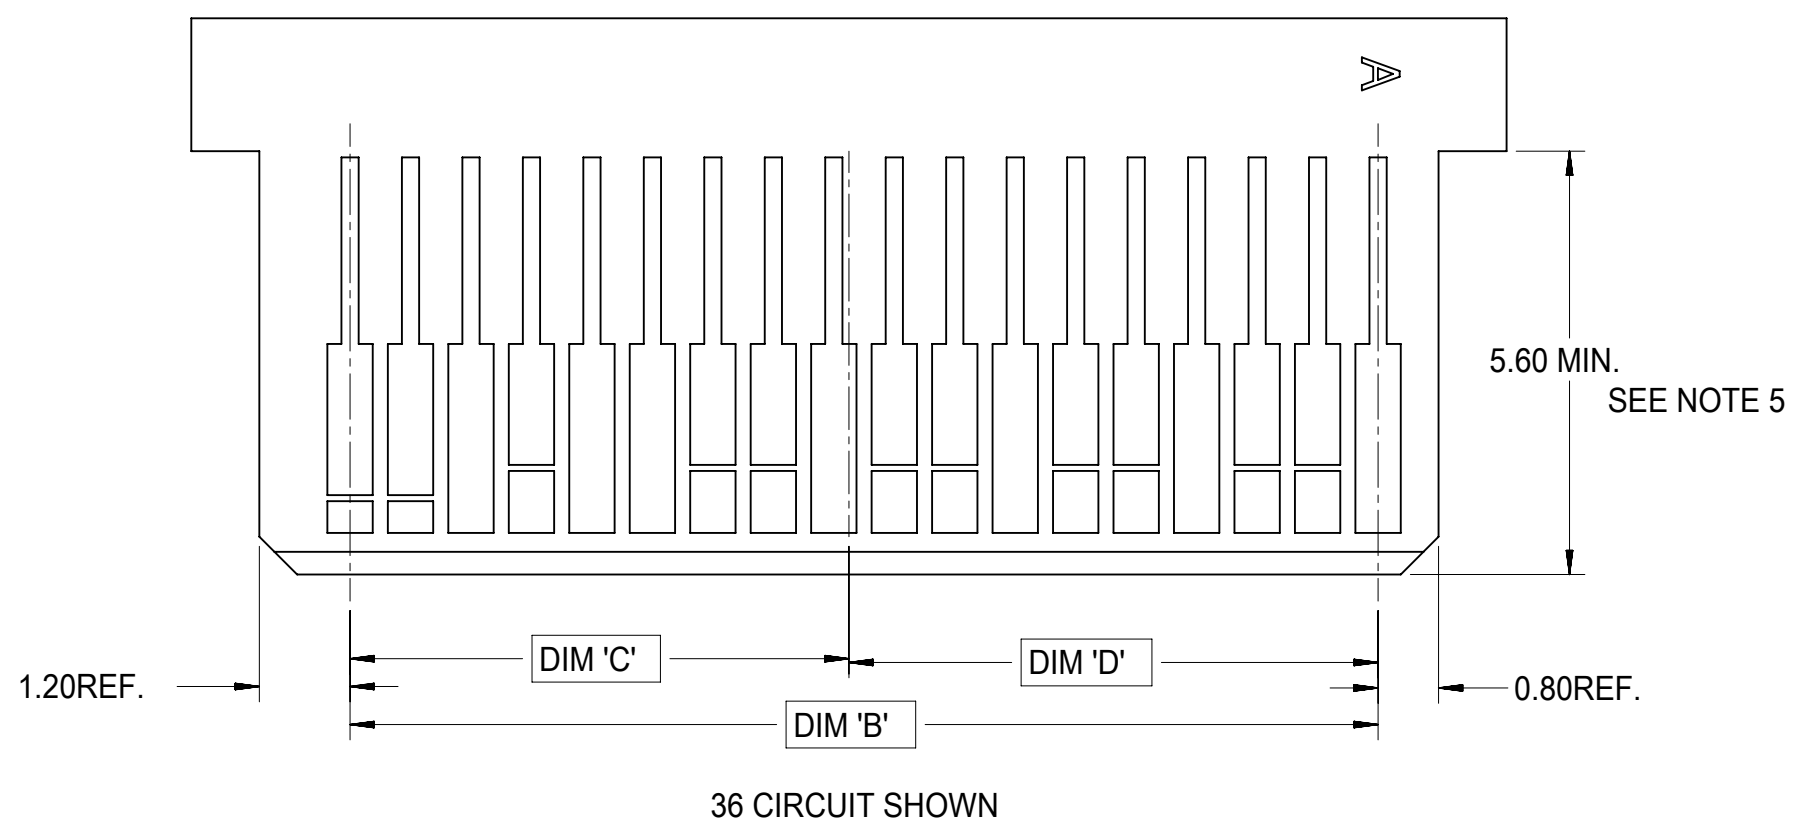 A
5.60 MIN.
SEE NOTE 5
DIM 'C'
DIM 'D'
1.20REF.
0.80REF.
DIM 'B'
36 CIRCUIT SHOWN